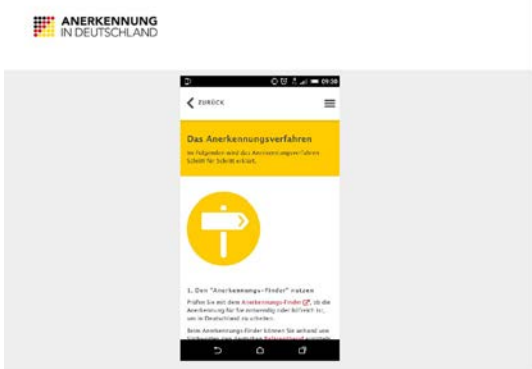 ANERKENNUNG
IN DEUTSCHLAND
09:30
ZURÜCK
Das Anerkennungsverfahren
Im Folgenden wird das Anerkennungsverfahren
Schritt für Schritt erklärt.
1. Den "Anerkennungs-Finder" nutzen
Prüfen Sie mit dem Anerkennungs-Finder, ob die
Anerkennung für Sie notwendig oder hilfreich ist,
um in Deutschland zu arbeiten.
Beim Anerkennungs-Finder können Sie anhand von